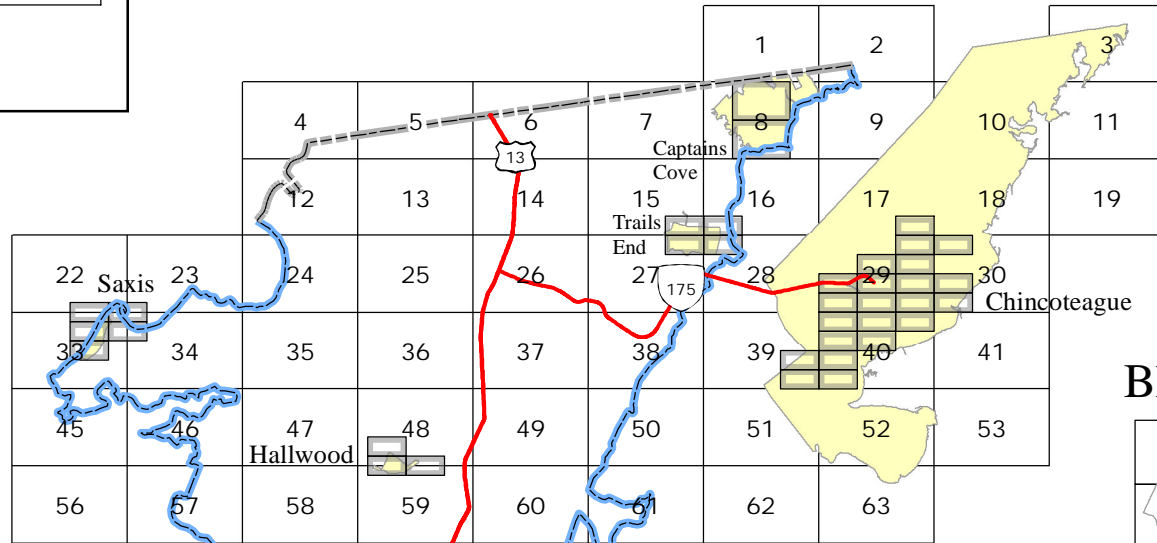 1 2 3
4 5 6 7 8 9 10 11
Captains
Cove
13
12 13 14 15 16 17 18 19
Trails
End
22 23 24 25 26 27 28 29 30
Saxis
175
Chincoteague
33 34 35 36 37 38 39 40 41
45 46 47 48 49 50 51 52 53
Hallwood
56 57 58 59 60 61 62 63